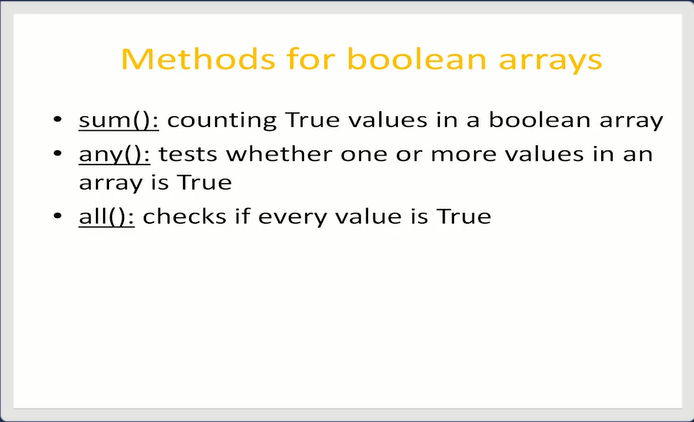 Methods for boolean arrays
• sum(): counting True values in a boolean array
• any(): tests whether one or more values in an
array is True
• all(): checks if every value is True